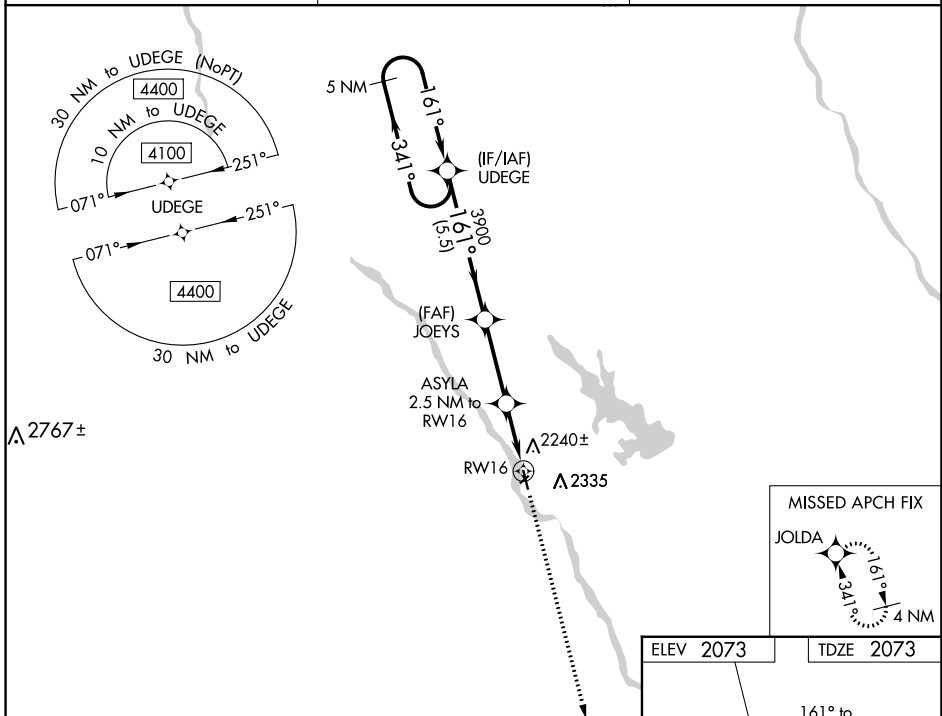 30 NM to UDEGE (NoPT)
4400
10 NM to UDEGE
4100
071°
251°
UDEGE
071°
251°
4400
30 NM to UDEGE
5 NM
161°
341°
(IF/IAF)
UDEGE
3900
161°
(5.5)
(FAF)
JOEYS
ASYLA
2.5 NM to
RW16
2767±
2240±
RW16
2335
MISSED APCH FIX
JOLDA
161°
341°
4 NM
ELEV 2073
TDZE 2073
161° to